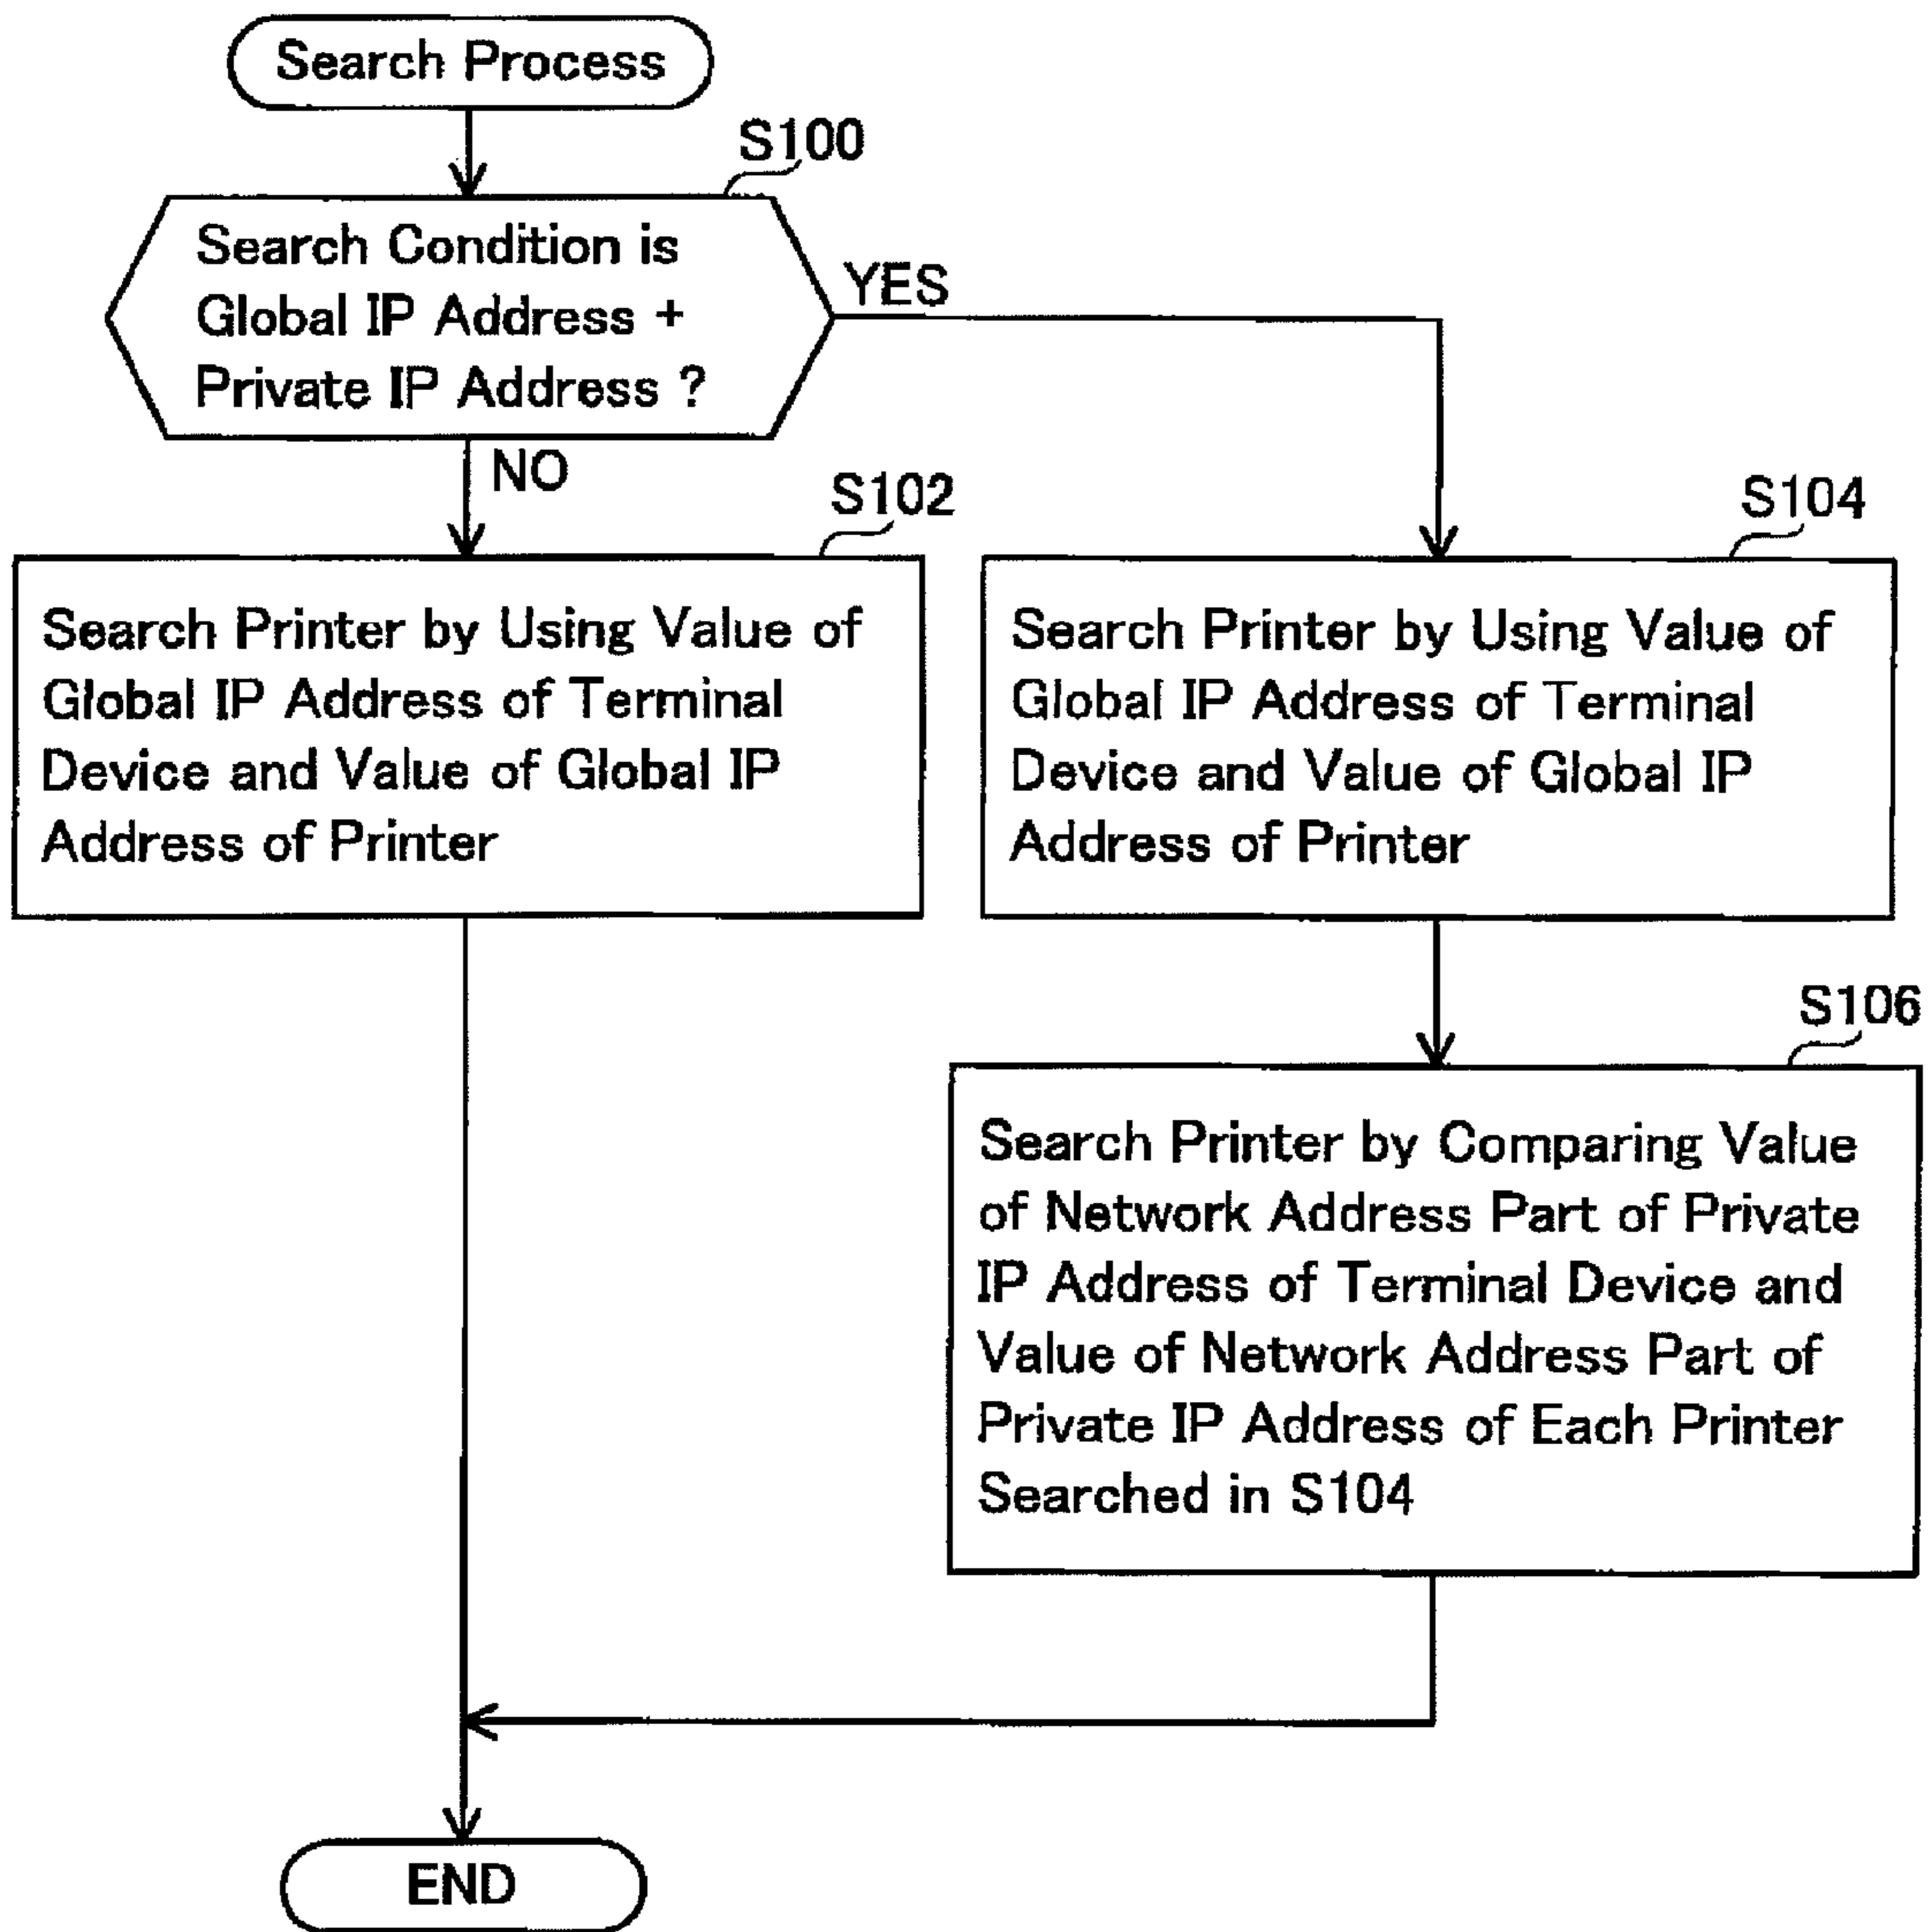 Search Process
S100
Search Condition is
Global IP Address +
Private IP Address ?
YES
NO
S102
Search Printer by Using Value of
Global IP Address of Terminal
Device and Value of Global IP
Address of Printer
S104
Search Printer by Using Value of
Global IP Address of Terminal
Device and Value of Global IP
Address of Printer
S106
Search Printer by Comparing Value
of Network Address Part of Private
IP Address of Terminal Device and
Value of Network Address Part of
Private IP Address of Each Printer
Searched in S104
END